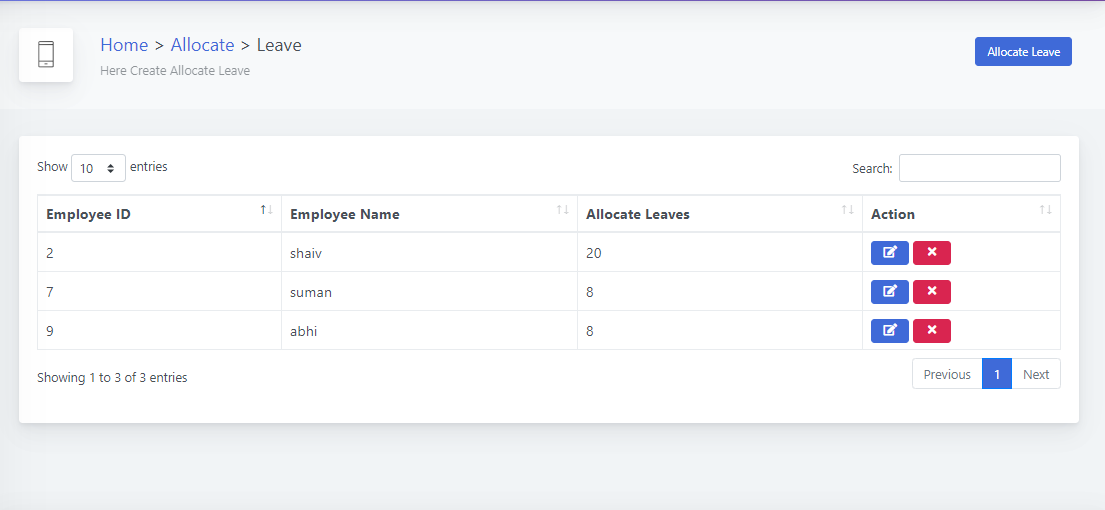 Home > Allocate > Leave
Here Create Allocate Leave
Allocate Leave
Show 10 entries
Search:
Employee ID Employee Name Allocate Leaves Action
2 shaiv 20
7 suman 8
9 abhi 8
Showing 1 to 3 of 3 entries
Previous 1 Next